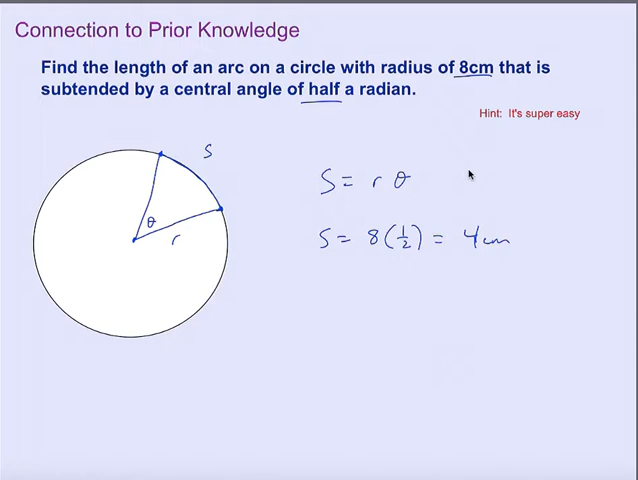 Connection to Prior Knowledge
Find the length of an arc on a circle with radius of 8cm that is
subtended by a central angle of half a radian.
Hint: It's super easy
S
θ
r
S = r θ
S = 8 (1/2) = 4cm